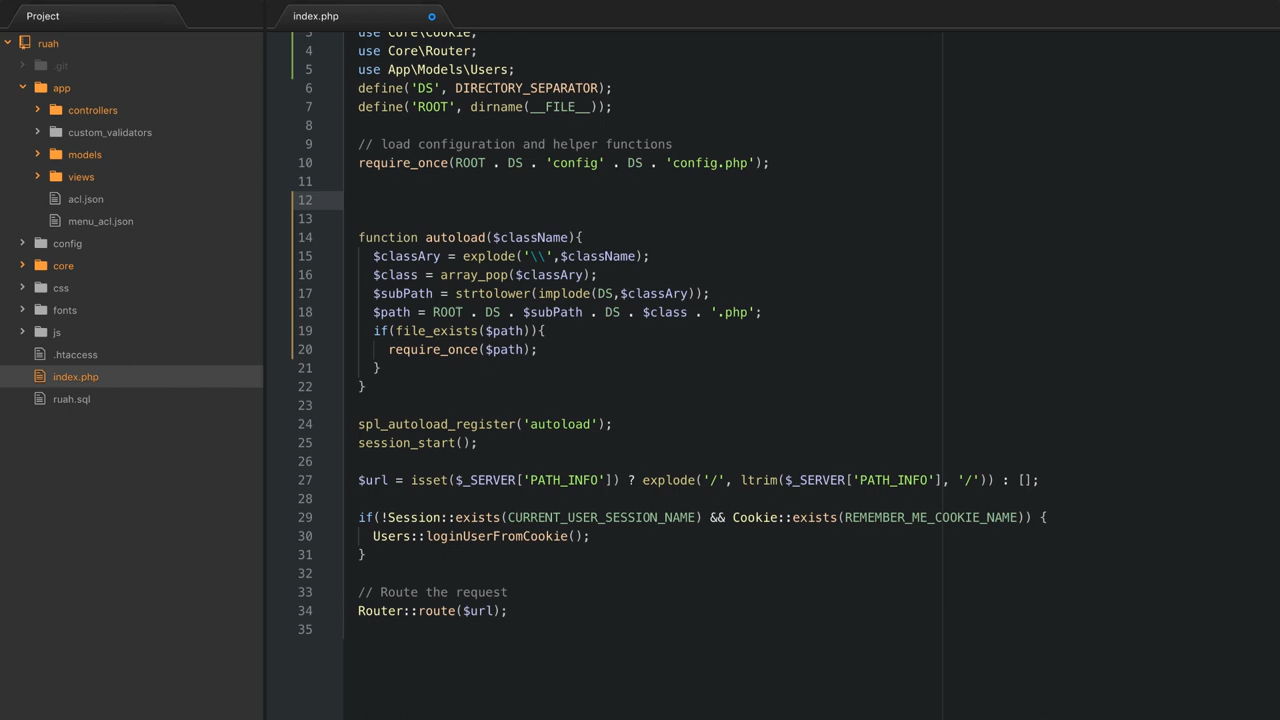 Project
index.php
ruah
.git
app
controllers
custom_validators
models
views
acl.json
menu_acl.json
config
core
css
fonts
js
.htaccess
index.php
ruah.sql
3 use Core\Cookie;
4 use Core\Router;
5 use App\Models\Users;
6 define('DS', DIRECTORY_SEPARATOR);
7 define('ROOT', dirname(__FILE__));
8
9 // load configuration and helper functions
10 require_once(ROOT . DS . 'config' . DS . 'config.php');
11
12
13
14 function autoload($className){
15 $classAry = explode('\\',$className);
16 $class = array_pop($classAry);
17 $subPath = strtolower(implode(DS,$classAry));
18 $path = ROOT . DS . $subPath . DS . $class . '.php';
19 if(file_exists($path)){
20 require_once($path);
21 }
22 }
23
24 spl_autoload_register('autoload');
25 session_start();
26
27 $url = isset($_SERVER['PATH_INFO']) ? explode('/', ltrim($_SERVER['PATH_INFO'], '/')) : [];
28
29 if(!Session::exists(CURRENT_USER_SESSION_NAME) && Cookie::exists(REMEMBER_ME_COOKIE_NAME)) {
30 Users::loginUserFromCookie();
31 }
32
33 // Route the request
34 Router::route($url);
35